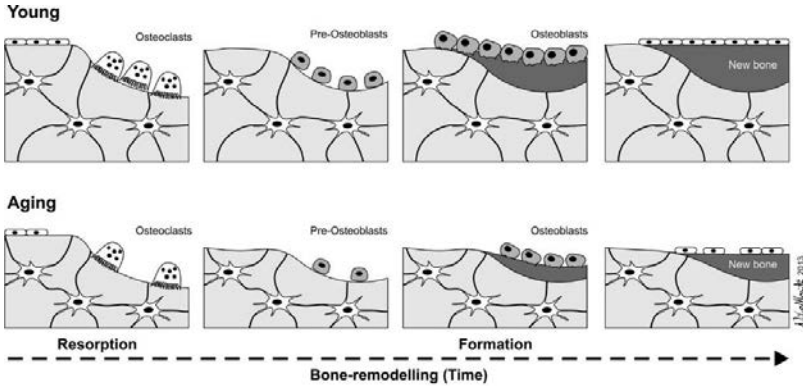 Young
Osteoclasts
Pre-Osteoblasts
Osteoblasts
New bone
Aging
Osteoclasts
Pre-Osteoblasts
Osteoblasts
New bone
2013
Resorption
Formation
Bone-remodelling (Time)